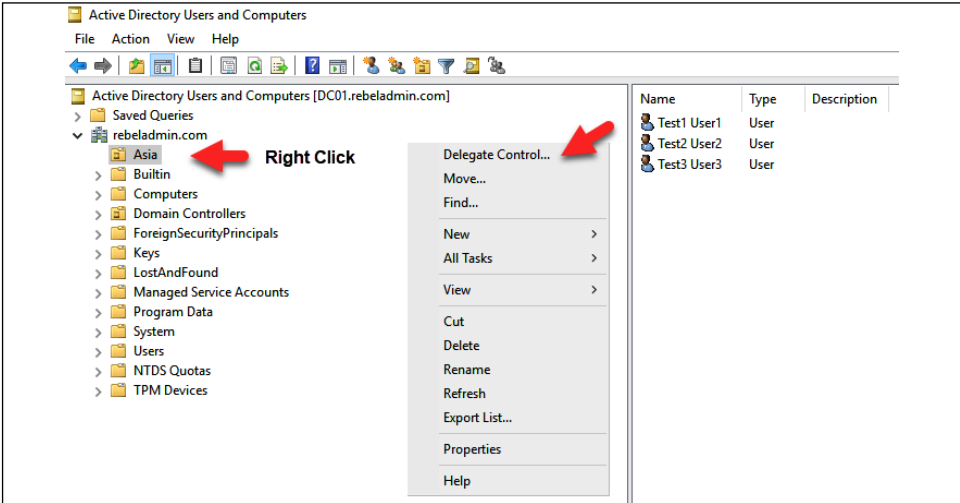 Active Directory Users and Computers
File Action View Help
Active Directory Users and Computers [DC01.rebeladmin.com]
Saved Queries
rebeladmin.com
Asia
Right Click
Builtin
Computers
Domain Controllers
ForeignSecurityPrincipals
Keys
LostAndFound
Managed Service Accounts
Program Data
System
Users
NTDS Quotas
TPM Devices
Delegate Control...
Move...
Find...
New
All Tasks
View
Cut
Delete
Rename
Refresh
Export List...
Properties
Help
Name Type Description
Test1 User1 User
Test2 User2 User
Test3 User3 User